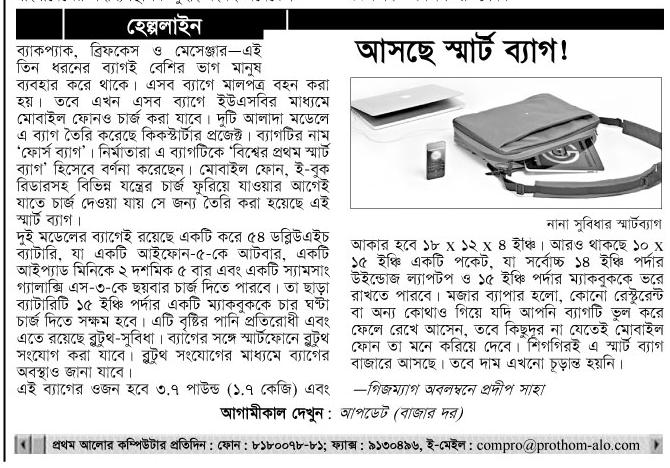 হেল্পলাইন
ব্যাকপ্যাক, ব্রিফকেস ও মেসেঞ্জার—এই
তিন ধরনের ব্যাগই বেশির ভাগ মানুষ
ব্যবহার করে থাকে। এসব ব্যাগে মালপত্র বহন করা
হয়। তবে এখন এসব ব্যাগে ইউএসবির মাধ্যমে
মোবাইল ফোনও চার্জ করা যাবে। দুটি আলাদা মডেলে
এ ব্যাগ তৈরি করেছে কিকস্টার্টার প্রজেক্ট। ব্যাগটির নাম
‘ফোর্স ব্যাগ’। নির্মাতারা এ ব্যাগটিকে ‘বিশ্বের প্রথম স্মার্ট
ব্যাগ’ হিসেবে বর্ণনা করেছেন। মোবাইল ফোন, ই-বুক
রিডারসহ বিভিন্ন যন্ত্রের চার্জ ফুরিয়ে যাওয়ার আগেই
যাতে চার্জ দেওয়া যায় সে জন্য তৈরি করা হয়েছে এই
স্মার্ট ব্যাগ।
দুই মডেলের ব্যাগেই রয়েছে একটি করে ৫৪ ডব্লিউএইচ
ব্যাটারি, যা একটি আইফোন-৫-কে আটবার, একটি
আইপ্যাড মিনিকে ২ দশমিক ৫ বার এবং একটি স্যামসাং
গ্যালাক্সি এস-৩-কে ছয়বার চার্জ দিতে পারবে। তা ছাড়া
ব্যাটারিটি ১৫ ইঞ্চি পর্দার একটি ম্যাকবুককে চার ঘণ্টা
চার্জ দিতে সক্ষম হবে। এটি বৃষ্টির পানি প্রতিরোধী এবং
এতে রয়েছে ব্লুটুথ-সুবিধা। ব্যাগের সঙ্গে স্মার্টফোনে ব্লুটুথ
সংযোগ করা যাবে। ব্লুটুথ সংযোগের মাধ্যমে ব্যাগের
অবস্থাও জানা যাবে।
এই ব্যাগের ওজন হবে ৩.৭ পাউন্ড (১.৭ কেজি) এবং
আসছে স্মার্ট ব্যাগ!
নানা সুবিধার স্মার্টব্যাগ
আকার হবে ১৮ X ১২ X ৪ ইঞ্চি। আরও থাকছে ১০ X
১৫ ইঞ্চি একটি পকেট, যা সর্বোচ্চ ১৪ ইঞ্চি পর্দার
উইন্ডোজ ল্যাপটপ ও ১৫ ইঞ্চি পর্দার ম্যাকবুককে ভরে
রাখতে পারবে। মজার ব্যাপার হলো, কোনো রেস্টুরেন্ট
বা অন্য কোথাও গিয়ে যদি আপনি ব্যাগটি ভুল করে
ফেলে রেখে আসেন, তবে কিছুদূর না যেতেই মোবাইল
ফোন তা মনে করিয়ে দেবে। শিগগিরই এ স্মার্ট ব্যাগ
বাজারে আসছে। তবে দাম এখনো চূড়ান্ত হয়নি।
—গিজম্যাগ অবলম্বনে প্রদীপ সাহা
আগামীকাল দেখুন : আপডেট (বাজার দর)
প্রথম আলোর কম্পিউটার প্রতিদিন : ফোন : ৮১৮০০৭৮-৮১; ফ্যাক্স : ৯১৩০৪৯৬, ই-মেইল : compro@prothom-alo.com